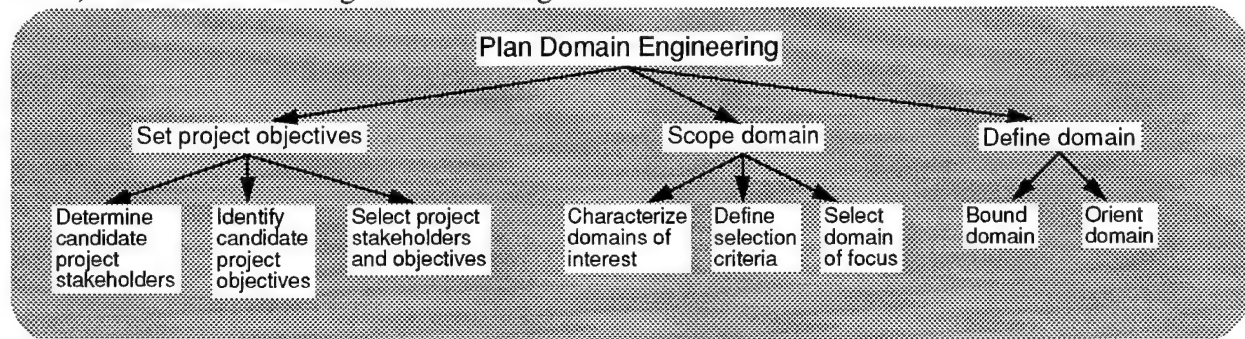 Plan Domain Engineering
Set project objectives
Scope domain
Define domain
Determine
candidate
project
stakeholders
Identify
candidate
project
objectives
Select project
stakeholders
and objectives
Characterize
domains of
interest
Define
selection
criteria
Select
domain
of focus
Bound
domain
Orient
domain